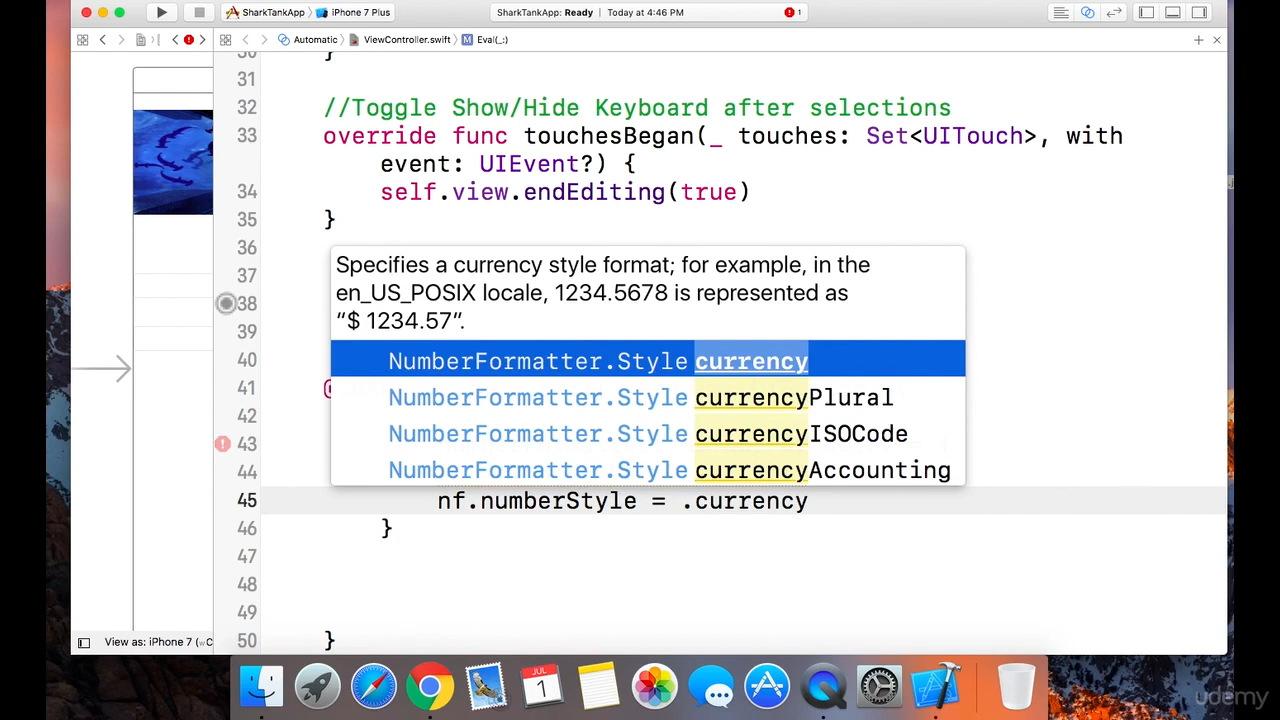 SharkTankApp
iPhone 7 Plus
SharkTankApp: Ready | Today at 4:46 PM
1
Automatic
ViewController.swift
M Eval(_:)
30 }
31
32 //Toggle Show/Hide Keyboard after selections
33 override func touchesBegan(_ touches: Set<UITouch>, with
event: UIEvent?) {
34 self.view.endEditing(true)
35 }
36
37
38
39
40
41
42
43
44
Specifies a currency style format; for example, in the
en_US_POSIX locale, 1234.5678 is represented as
“$ 1234.57”.
NumberFormatter.Style currency
NumberFormatter.Style currencyPlural
NumberFormatter.Style currencyISOCode
NumberFormatter.Style currencyAccounting
45 nf.numberStyle = .currency
46 }
47
48
49
50 }
View as: iPhone 7 (wC
JUL
1
udemy